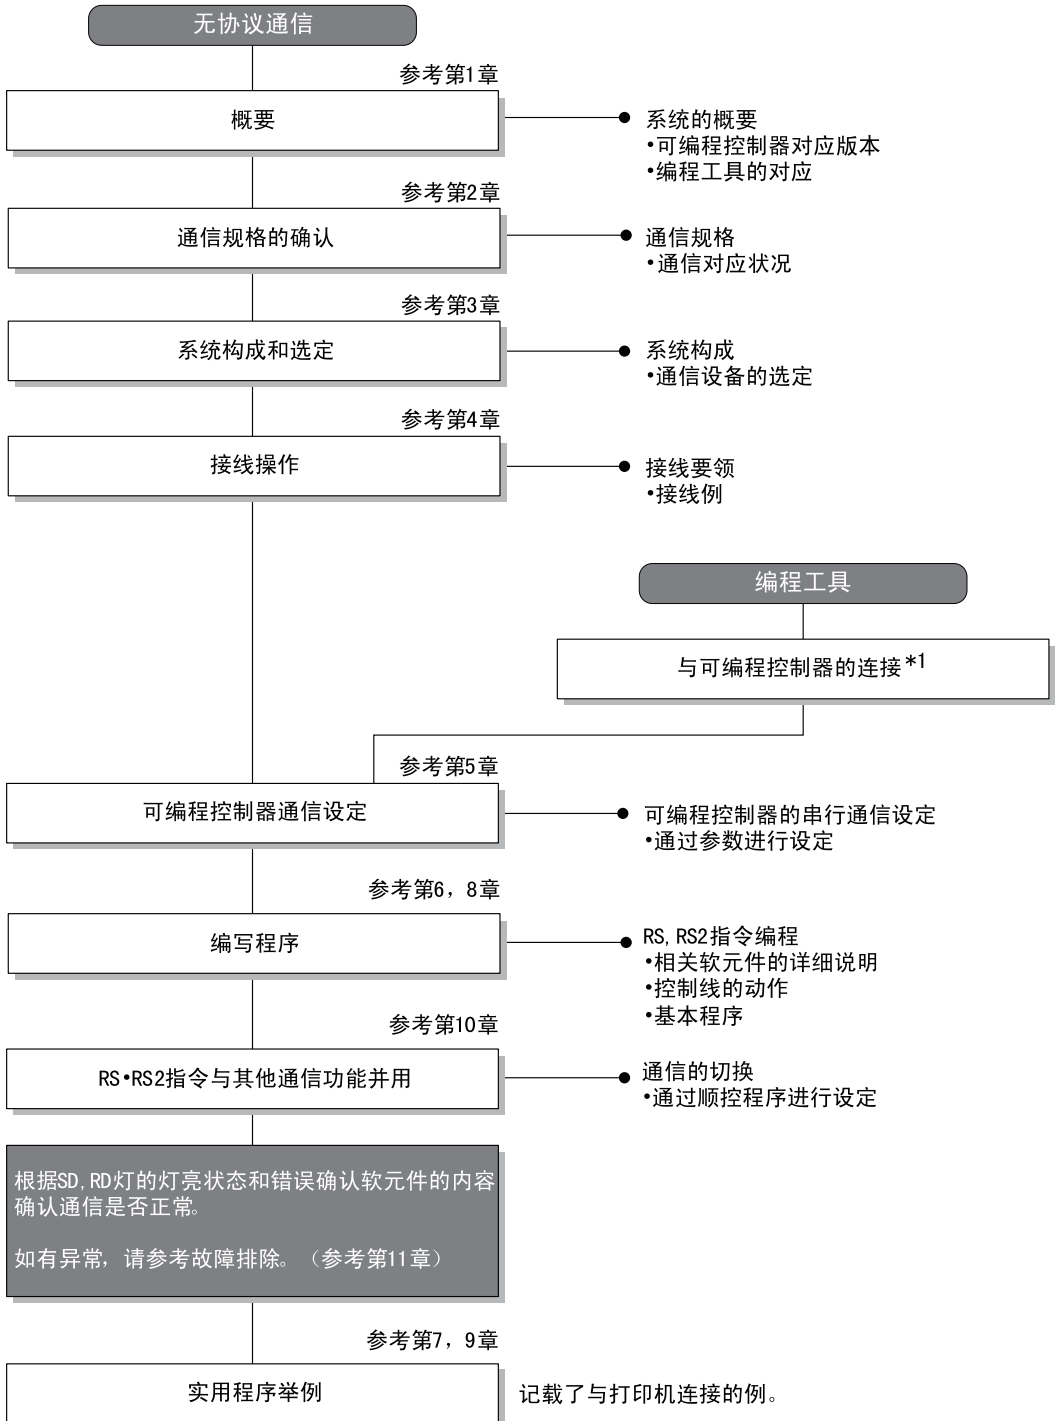 无协议通信
参考第1章
概要
系统的概要
•可编程控制器对应版本
•编程工具的对应
参考第2章
通信规格的确认
通信规格
•通信对应状况
参考第3章
系统构成和选定
系统构成
•通信设备的选定
参考第4章
接线操作
接线要领
•接线例
编程工具
与可编程控制器的连接*1
参考第5章
可编程控制器通信设定
可编程控制器的串行通信设定
•通过参数进行设定
参考第6，8章
编写程序
RS,RS2指令编程
•相关软元件的详细说明
•控制线的动作
•基本程序
参考第10章
RS•RS2指令与其他通信功能并用
通信的切换
•通过顺控程序进行设定
根据SD,RD灯的灯亮状态和错误确认软元件的内容
确认通信是否正常。
如有异常，请参考故障排除。（参考第11章）
参考第7，9章
实用程序举例
记载了与打印机连接的例。